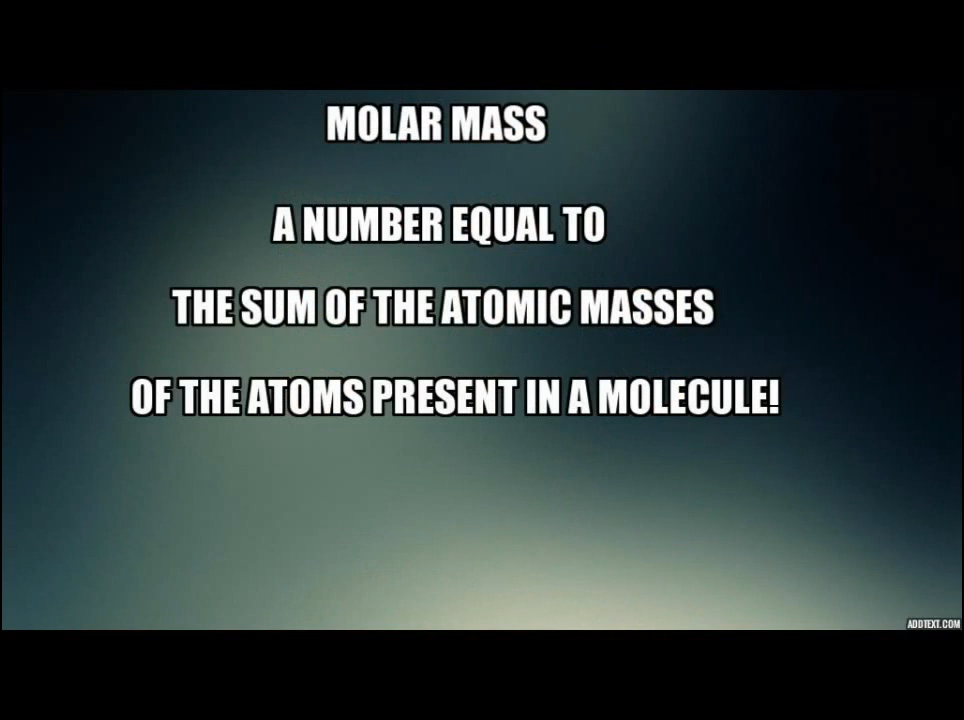 MOLAR MASS
A NUMBER EQUAL TO
THE SUM OF THE ATOMIC MASSES
OF THE ATOMS PRESENT IN A MOLECULE!
ADDTEXT.COM